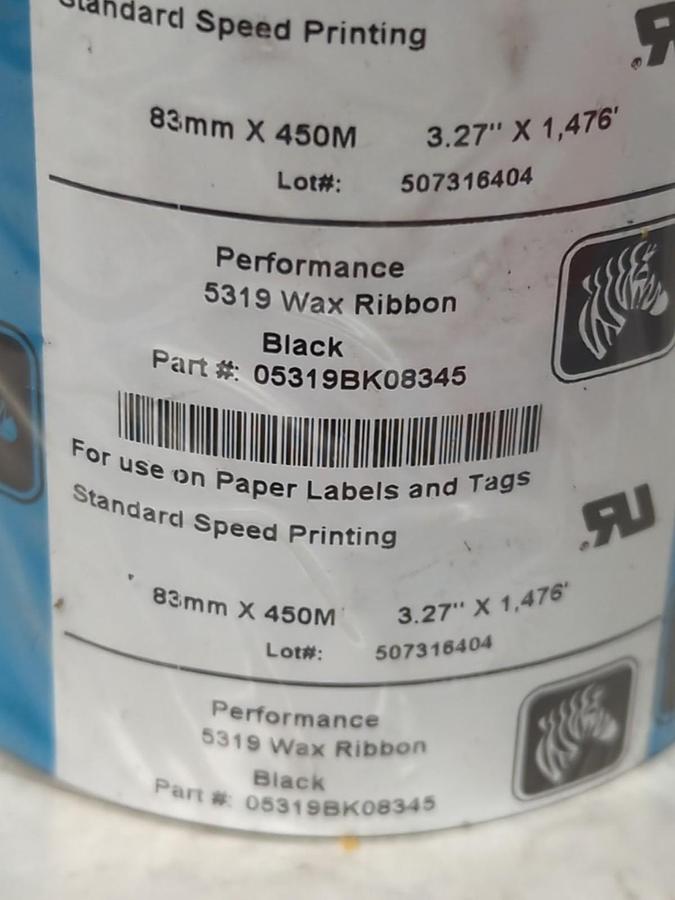 Standard Speed Printing
83mm X 450M 3.27" X 1,476'
Lot#: 507316404
Performance
5319 Wax Ribbon
Black
Part #: 05319BK08345
For use on Paper Labels and Tags
Standard Speed Printing
83mm X 450M 3.27" X 1,476'
Lot#: 507316404
Performance
5319 Wax Ribbon
Black
Part #: 05319BK08345